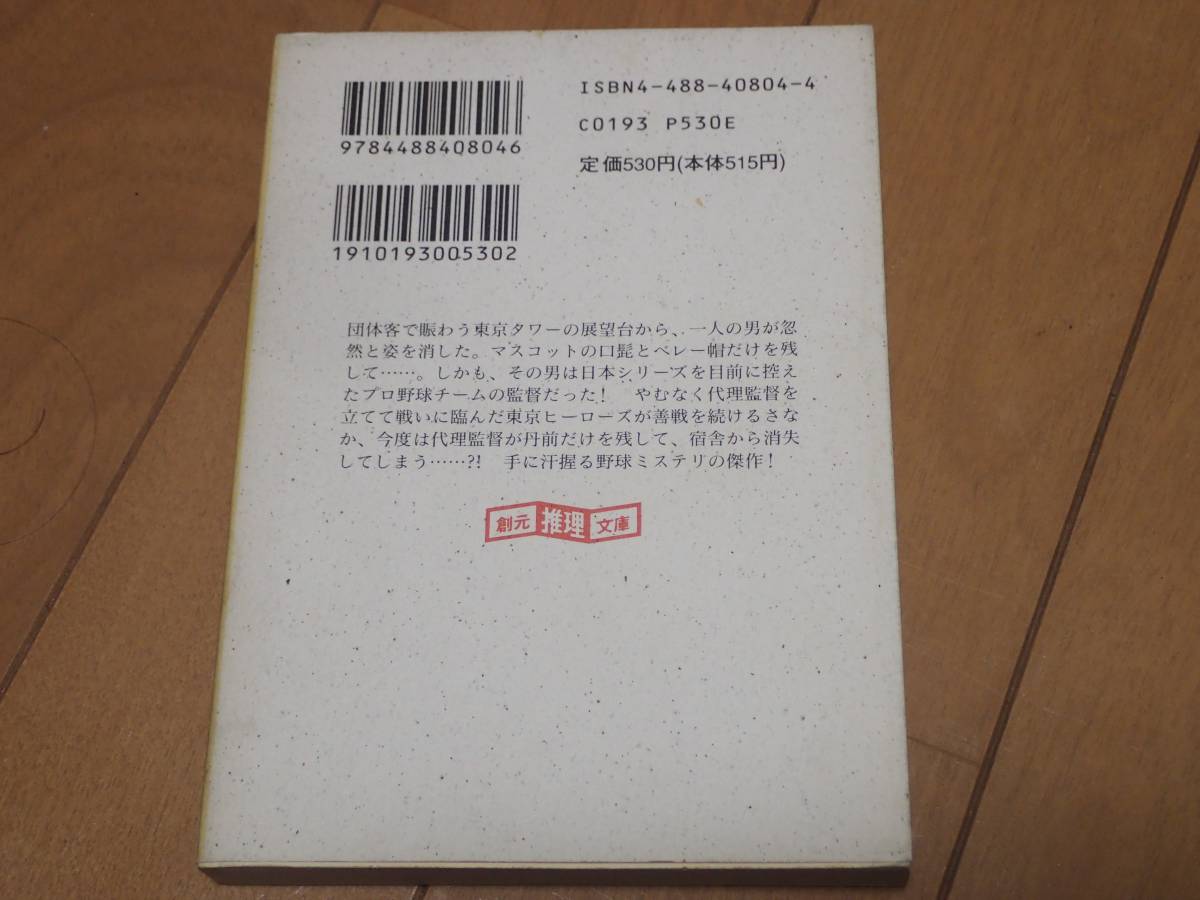 ISBN4-488-40804-4
9784488408046
C0193 P530E
定価530円(本体515円)
1910193005302
団体客で賑わう東京タワーの展望台から、一人の男が忽
然と姿を消した。マスコットの口髭とベレー帽だけを残
して……。しかも、その男は日本シリーズを目前に控え
たプロ野球チームの監督だった！　やむなく代理監督を
立てて戦いに臨んだ東京ヒーローズが善戦を続けるさな
か、今度は代理監督が丹前だけを残して、宿舎から消失
してしまう……?!　手に汗握る野球ミステリの傑作！
創元推理文庫